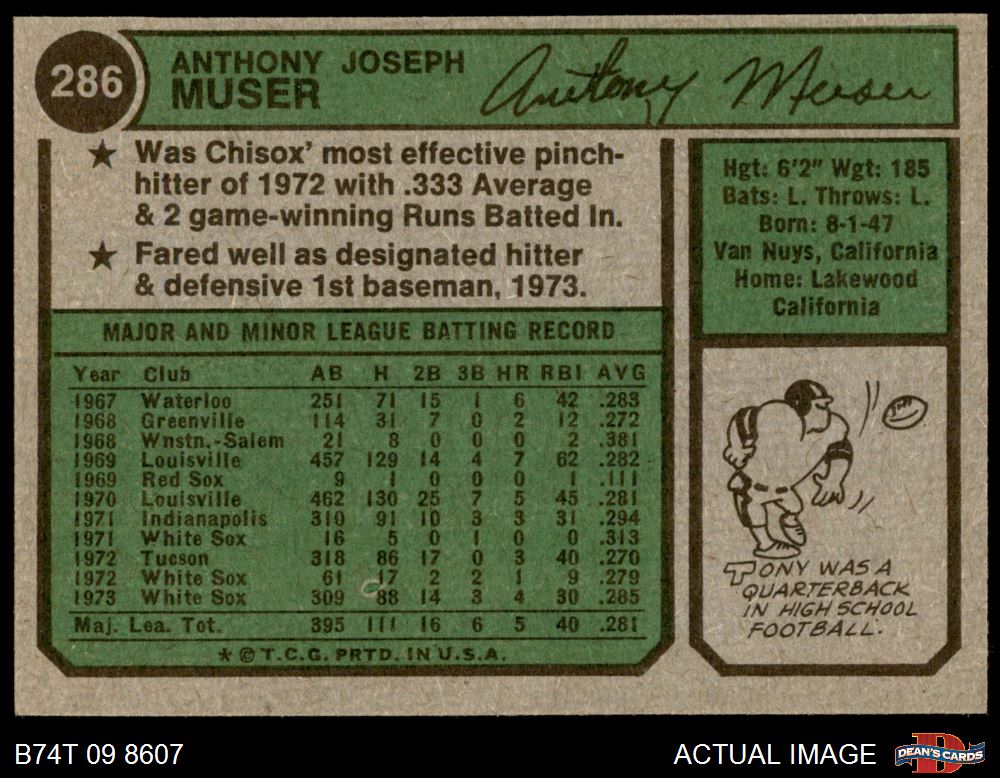 286
ANTHONY JOSEPH
MUSER
Anthony Muser
★ Was Chisox' most effective pinch-
hitter of 1972 with .333 Average
& 2 game-winning Runs Batted In.
★ Fared well as designated hitter
& defensive 1st baseman, 1973.
Hgt: 6'2" Wgt: 185
Bats: L. Throws: L.
Born: 8-1-47
Van Nuys, California
Home: Lakewood
California
MAJOR AND MINOR LEAGUE BATTING RECORD
Year Club AB H 2B 3B HR RBI AVG
1967 Waterloo 251 71 15 1 6 42 .283
1968 Greenville 114 31 7 0 2 12 .272
1968 Wnstn.-Salem 21 8 0 0 0 2 .381
1969 Louisville 457 129 14 4 7 62 .282
1969 Red Sox 9 1 0 0 0 1 .111
1970 Louisville 462 130 25 7 5 45 .281
1971 Indianapolis 310 91 10 3 3 31 .294
1971 White Sox 16 5 0 1 0 0 .313
1972 Tucson 318 86 17 0 3 40 .270
1972 White Sox 61 17 2 2 1 9 .279
1973 White Sox 309 88 14 3 4 30 .285
Maj. Lea. Tot. 395 111 16 6 5 40 .281
★ © T.C.G. PRTD. IN U.S.A.
TONY WAS A
QUARTERBACK
IN HIGH SCHOOL
FOOTBALL.
B74T 09 8607
ACTUAL IMAGE
D
DEAN'S CARDS